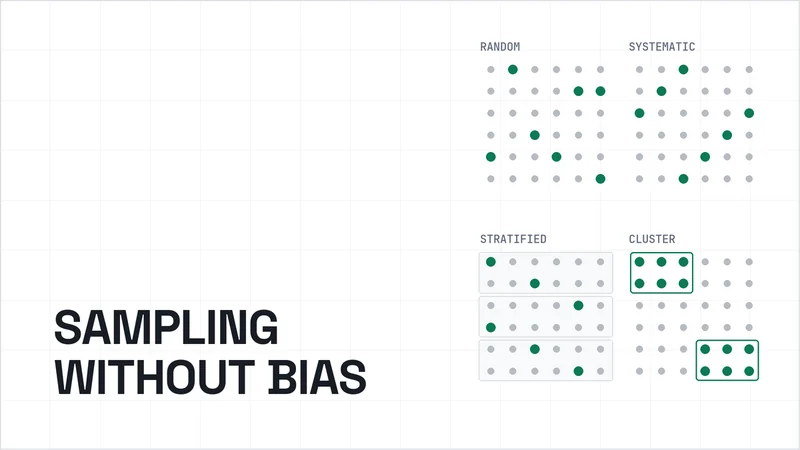 RANDOM
SYSTEMATIC
STRATIFIED
CLUSTER
SAMPLING
WITHOUT BIAS